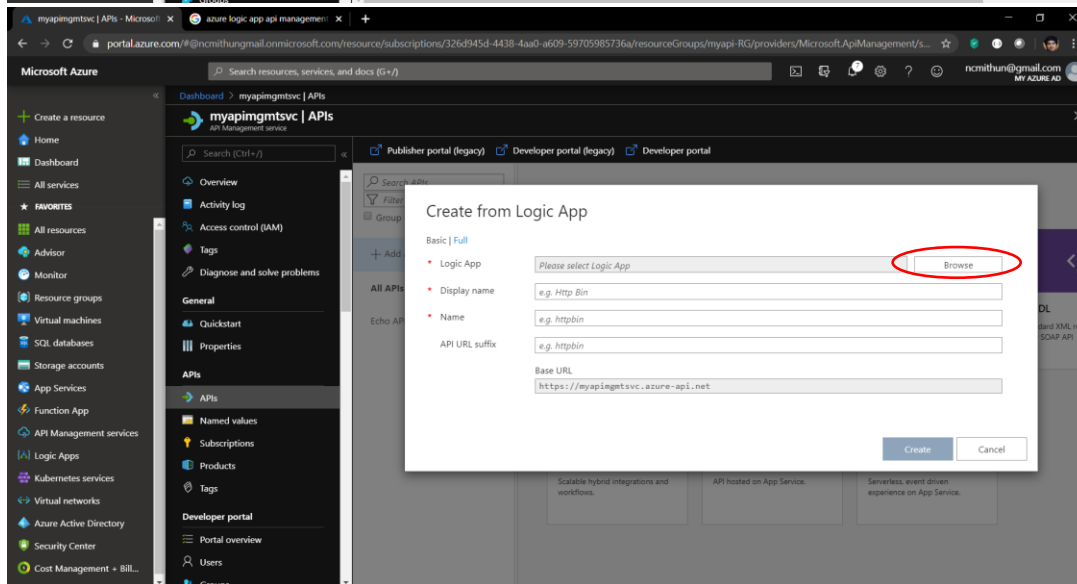 Groups
myapimgmtsvc | APIs - Microsoft
azure logic app api management
portal.azure.com/#@ncmithungmail.onmicrosoft.com/resource/subscriptions/326d945d-4438-4aa0-a609-59705985736a/resourceGroups/myapi-RG/providers/Microsoft.ApiManagement/s...
Microsoft Azure
Search resources, services, and docs (G+/)
7
ncmithun@gmail.com
MY AZURE AD
Dashboard > myapimgmtsvc | APIs
Create a resource
Home
Dashboard
All services
FAVORITES
All resources
Advisor
Monitor
Resource groups
Virtual machines
SQL databases
Storage accounts
App Services
Function App
API Management services
Logic Apps
Kubernetes services
Virtual networks
Azure Active Directory
Security Center
Cost Management + Bill...
myapimgmtsvc | APIs
API Management service
Search (Ctrl+/)
Overview
Activity log
Access control (IAM)
Tags
Diagnose and solve problems
General
Quickstart
Properties
APIs
APIs
Named values
Subscriptions
Products
Tags
Developer portal
Portal overview
Users
Groups
Publisher portal (legacy)
Developer portal (legacy)
Developer portal
Search APIs
Filter
Group
+ Add
All APIs
Echo AP
Create from Logic App
Basic | Full
* Logic App
Please select Logic App
Browse
* Display name
e.g. Http Bin
* Name
e.g. httpbin
API URL suffix
e.g. httpbin
Base URL
https://myapimgmtsvc.azure-api.net
Create
Cancel
DL
dard XML r
SOAP API
Scalable hybrid integrations and
workflows.
API hosted on App Service.
Serverless, event driven
experience on App Service.